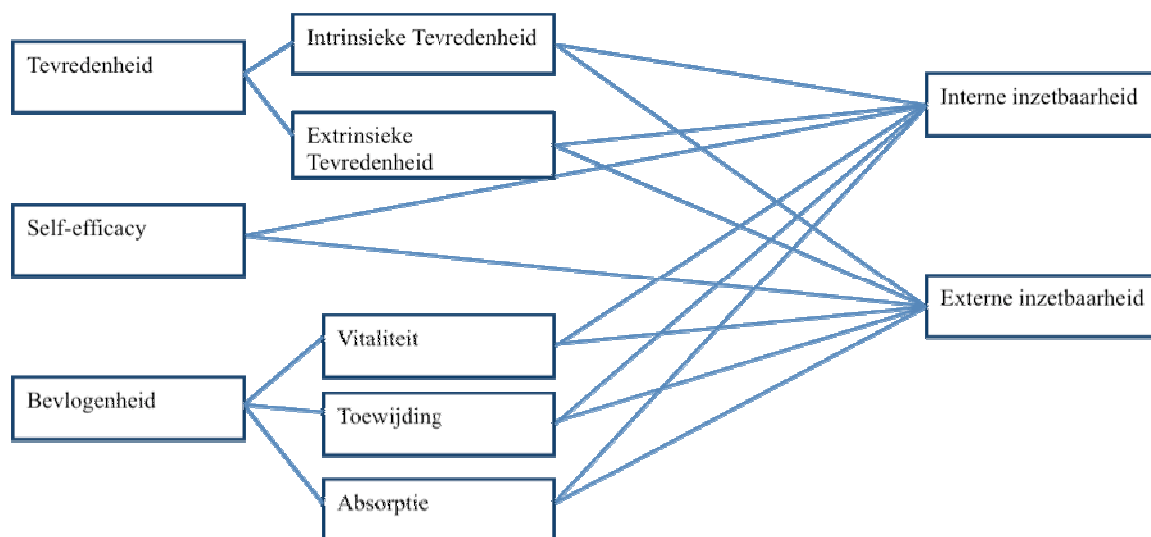 Tevredenheid
Intrinsieke Tevredenheid
Extrinsieke
Tevredenheid
Self-efficacy
Bevlogenheid
Vitaliteit
Toewijding
Absorptie
Interne inzetbaarheid
Externe inzetbaarheid